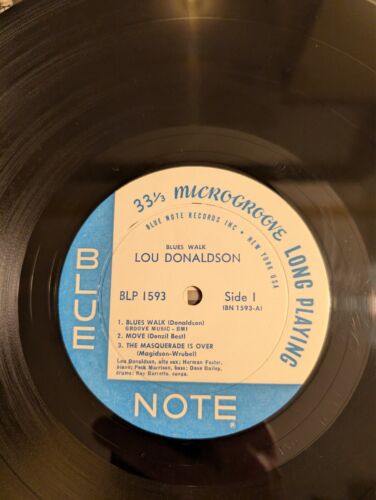 33⅓ MICROGROOVE LONG PLAYING
BLUE NOTE RECORDS INC • NEW YORK USA
BLUES WALK
LOU DONALDSON
BLP 1593
Side 1
(BN 1593-A)
1. BLUES WALK (Donaldson)
GROOVE MUSIC - BMI
2. MOVE (Denzil Best)
3. THE MASQUERADE IS OVER
(Magidson-Wrubel)
Lou Donaldson, alto sax; Herman Foster,
piano; Peck Morrison, bass; Dave Bailey,
drums; Ray Barretto, conga.
BLUE
NOTE
®